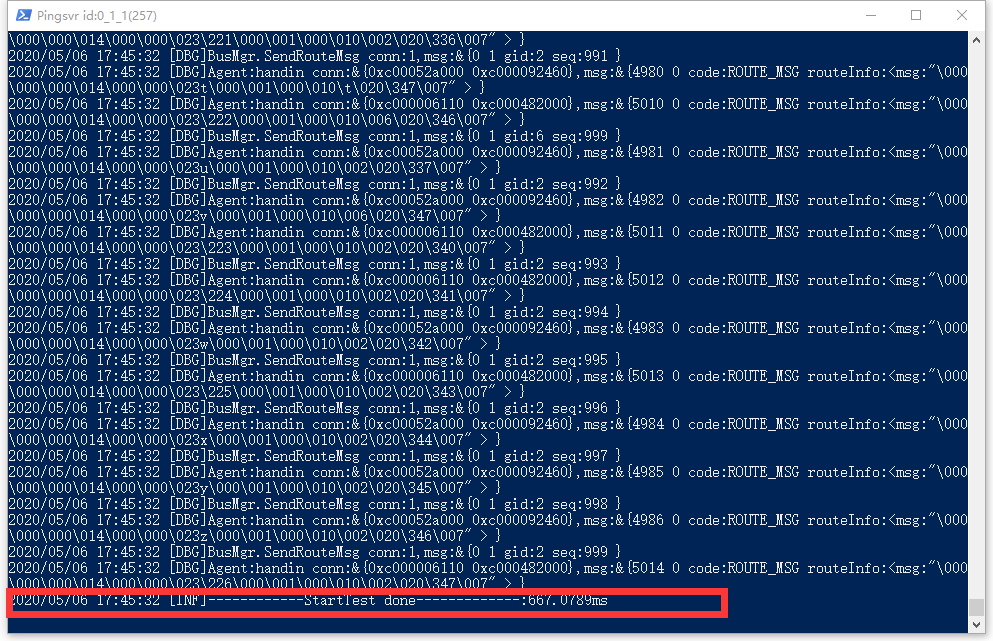 Pingsvr id:0_1_1(257)
\000\000\014\000\000\023\221\000\001\000\010\002\020\336\007" > }
2020/05/06 17:45:32 [DBG]BusMgr.SendRouteMsg conn:1,msg:&{0 1 gid:2 seq:991 }
2020/05/06 17:45:32 [DBG]Agent:handin conn:&{0xc00052a000 0xc000092460},msg:&{4980 0 code:ROUTE_MSG routeInfo:<msg:"\000
\000\000\014\000\000\023t\000\001\000\010\t\020\347\007" > }
2020/05/06 17:45:32 [DBG]Agent:handin conn:&{0xc000006110 0xc000482000},msg:&{5010 0 code:ROUTE_MSG routeInfo:<msg:"\000
\000\000\014\000\000\023\222\000\001\000\010\006\020\346\007" > }
2020/05/06 17:45:32 [DBG]BusMgr.SendRouteMsg conn:1,msg:&{0 1 gid:6 seq:999 }
2020/05/06 17:45:32 [DBG]Agent:handin conn:&{0xc00052a000 0xc000092460},msg:&{4981 0 code:ROUTE_MSG routeInfo:<msg:"\000
\000\000\014\000\000\023u\000\001\000\010\002\020\337\007" > }
2020/05/06 17:45:32 [DBG]BusMgr.SendRouteMsg conn:1,msg:&{0 1 gid:2 seq:992 }
2020/05/06 17:45:32 [DBG]Agent:handin conn:&{0xc00052a000 0xc000092460},msg:&{4982 0 code:ROUTE_MSG routeInfo:<msg:"\000
\000\000\014\000\000\023v\000\001\000\010\006\020\347\007" > }
2020/05/06 17:45:32 [DBG]Agent:handin conn:&{0xc000006110 0xc000482000},msg:&{5011 0 code:ROUTE_MSG routeInfo:<msg:"\000
\000\000\014\000\000\023\223\000\001\000\010\002\020\340\007" > }
2020/05/06 17:45:32 [DBG]BusMgr.SendRouteMsg conn:1,msg:&{0 1 gid:2 seq:993 }
2020/05/06 17:45:32 [DBG]Agent:handin conn:&{0xc000006110 0xc000482000},msg:&{5012 0 code:ROUTE_MSG routeInfo:<msg:"\000
\000\000\014\000\000\023\224\000\001\000\010\002\020\341\007" > }
2020/05/06 17:45:32 [DBG]BusMgr.SendRouteMsg conn:1,msg:&{0 1 gid:2 seq:994 }
2020/05/06 17:45:32 [DBG]Agent:handin conn:&{0xc00052a000 0xc000092460},msg:&{4983 0 code:ROUTE_MSG routeInfo:<msg:"\000
\000\000\014\000\000\023w\000\001\000\010\002\020\342\007" > }
2020/05/06 17:45:32 [DBG]BusMgr.SendRouteMsg conn:1,msg:&{0 1 gid:2 seq:995 }
2020/05/06 17:45:32 [DBG]Agent:handin conn:&{0xc000006110 0xc000482000},msg:&{5013 0 code:ROUTE_MSG routeInfo:<msg:"\000
\000\000\014\000\000\023\225\000\001\000\010\002\020\343\007" > }
2020/05/06 17:45:32 [DBG]BusMgr.SendRouteMsg conn:1,msg:&{0 1 gid:2 seq:996 }
2020/05/06 17:45:32 [DBG]Agent:handin conn:&{0xc00052a000 0xc000092460},msg:&{4984 0 code:ROUTE_MSG routeInfo:<msg:"\000
\000\000\014\000\000\023x\000\001\000\010\002\020\344\007" > }
2020/05/06 17:45:32 [DBG]BusMgr.SendRouteMsg conn:1,msg:&{0 1 gid:2 seq:997 }
2020/05/06 17:45:32 [DBG]Agent:handin conn:&{0xc00052a000 0xc000092460},msg:&{4985 0 code:ROUTE_MSG routeInfo:<msg:"\000
\000\000\014\000\000\023y\000\001\000\010\002\020\345\007" > }
2020/05/06 17:45:32 [DBG]BusMgr.SendRouteMsg conn:1,msg:&{0 1 gid:2 seq:998 }
2020/05/06 17:45:32 [DBG]Agent:handin conn:&{0xc00052a000 0xc000092460},msg:&{4986 0 code:ROUTE_MSG routeInfo:<msg:"\000
\000\000\014\000\000\023z\000\001\000\010\002\020\346\007" > }
2020/05/06 17:45:32 [DBG]BusMgr.SendRouteMsg conn:1,msg:&{0 1 gid:2 seq:999 }
2020/05/06 17:45:32 [DBG]Agent:handin conn:&{0xc000006110 0xc000482000},msg:&{5014 0 code:ROUTE_MSG routeInfo:<msg:"\000
\000\000\014\000\000\023\226\000\001\000\010\002\020\347\007" > }
2020/05/06 17:45:32 [INF]------------StartTest done-------------:667.0789ms